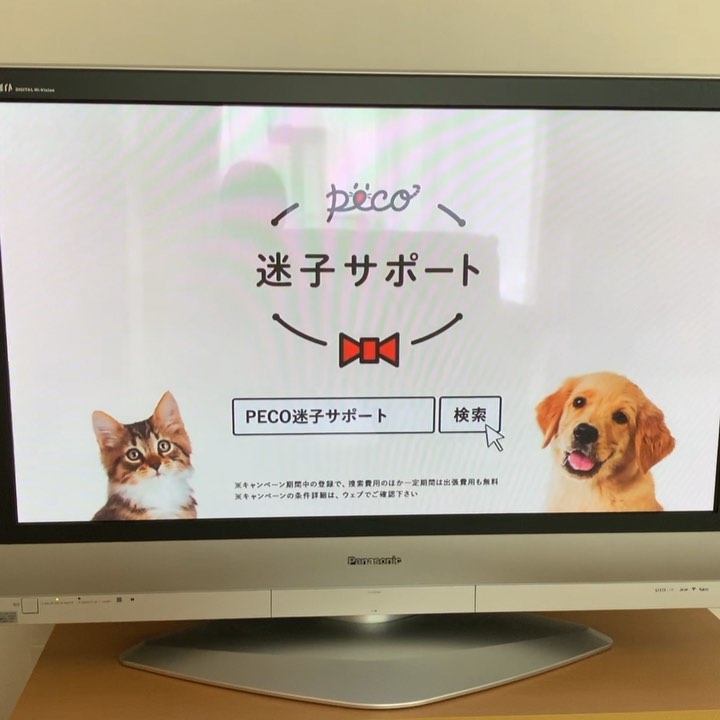 DIGITAL Hi-Vision
peco
迷子サポート
PECO迷子サポート 検索
※キャンペーン期間中の登録で、捜索費用のほか一定期間は出張費用も無料
※キャンペーンの条件詳細は、ウェブでご確認下さい
Panasonic